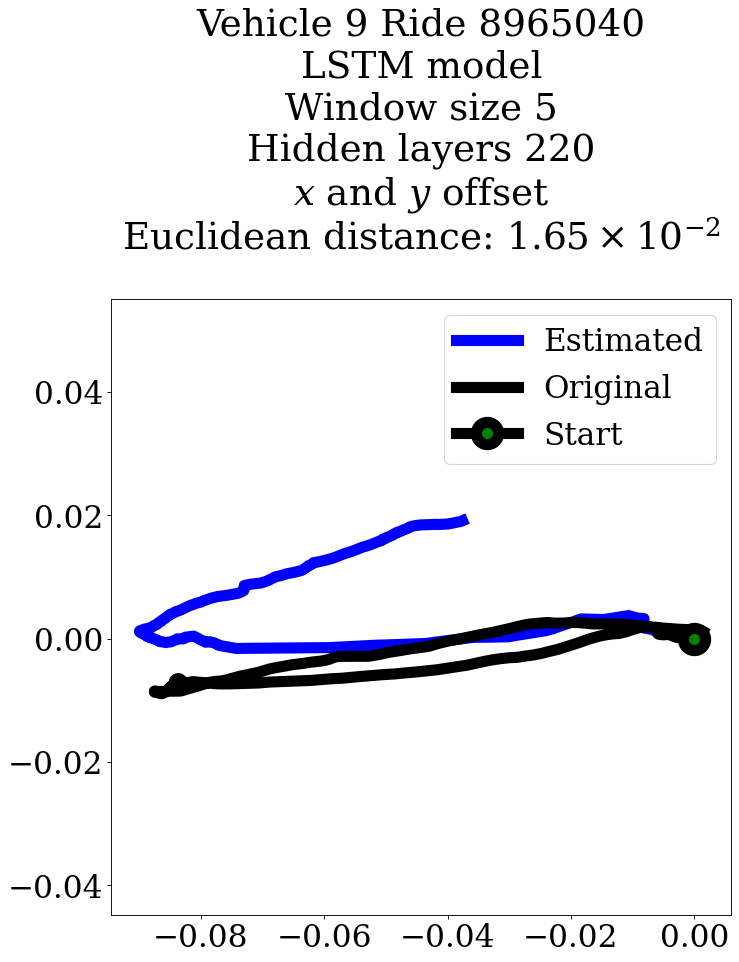 Vehicle 9 Ride 8965040
LSTM model
Window size 5
Hidden layers 220
x and y offset
Euclidean distance: 1.65 × 10⁻²
Estimated
Original
Start
0.04
0.02
0.00
−0.02
−0.04
−0.08 −0.06 −0.04 −0.02 0.00